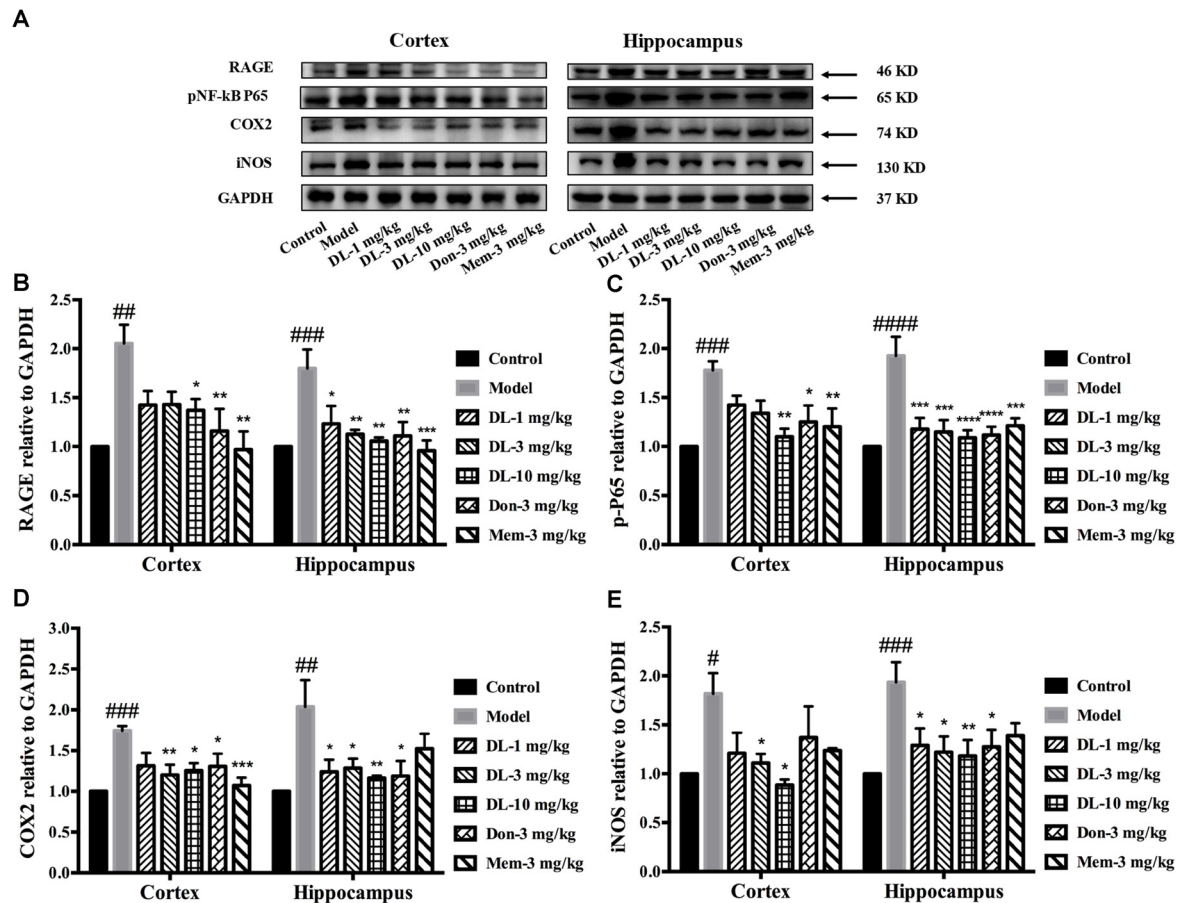 A
Cortex Hippocampus
RAGE 46 KD
pNF-kB P65 65 KD
COX2 74 KD
iNOS 130 KD
GAPDH 37 KD
Control Model DL-1 mg/kg DL-3 mg/kg DL-10 mg/kg Don-3 mg/kg Mem-3 mg/kg Control Model DL-1 mg/kg DL-3 mg/kg DL-10 mg/kg Don-3 mg/kg Mem-3 mg/kg
B
RAGE relative to GAPDH
2.5
2.0
1.5
1.0
0.5
0.0
##
*
**
**
###
*
**
**
**
***
Cortex Hippocampus
Control
Model
DL-1 mg/kg
DL-3 mg/kg
DL-10 mg/kg
Don-3 mg/kg
Mem-3 mg/kg
C
p-P65 relative to GAPDH
2.5
2.0
1.5
1.0
0.5
0.0
###
**
*
**
####
***
***
****
****
***
Cortex Hippocampus
Control
Model
DL-1 mg/kg
DL-3 mg/kg
DL-10 mg/kg
Don-3 mg/kg
Mem-3 mg/kg
D
COX2 relative to GAPDH
3.0
2.5
2.0
1.5
1.0
0.5
0.0
###
**
*
*
***
##
*
*
**
*
Cortex Hippocampus
Control
Model
DL-1 mg/kg
DL-3 mg/kg
DL-10 mg/kg
Don-3 mg/kg
Mem-3 mg/kg
E
iNOS relative to GAPDH
2.5
2.0
1.5
1.0
0.5
0.0
#
*
*
###
*
*
**
*
Cortex Hippocampus
Control
Model
DL-1 mg/kg
DL-3 mg/kg
DL-10 mg/kg
Don-3 mg/kg
Mem-3 mg/kg